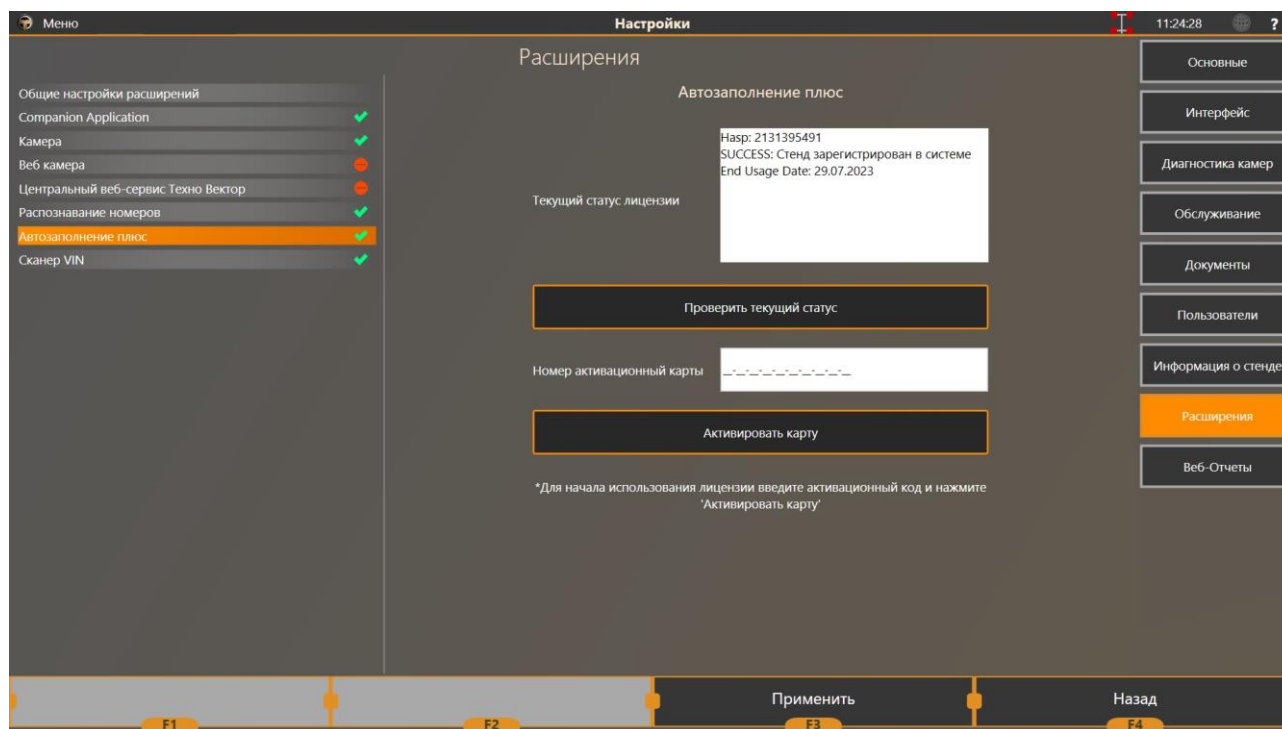 Меню
Настройки
11:24:28
?
Расширения
Общие настройки расширений
Companion Application
Камера
Веб камера
Центральный веб-сервис Техно Вектор
Распознавание номеров
Автозаполнение плюс
Сканер VIN
Автозаполнение плюс
Текущий статус лицензии
Hasp: 2131395491
SUCCESS: Стенд зарегистрирован в системе
End Usage Date: 29.07.2023
Проверить текущий статус
Номер активационный карты
_-_-_-_-_-_-_-_-_-_
Активировать карту
*Для начала использования лицензии введите активационный код и нажмите
'Активировать карту'
Основные
Интерфейс
Диагностика камер
Обслуживание
Документы
Пользователи
Информация о стенде
Расширения
Веб-Отчеты
F1
F2
Применить
F3
Назад
F4